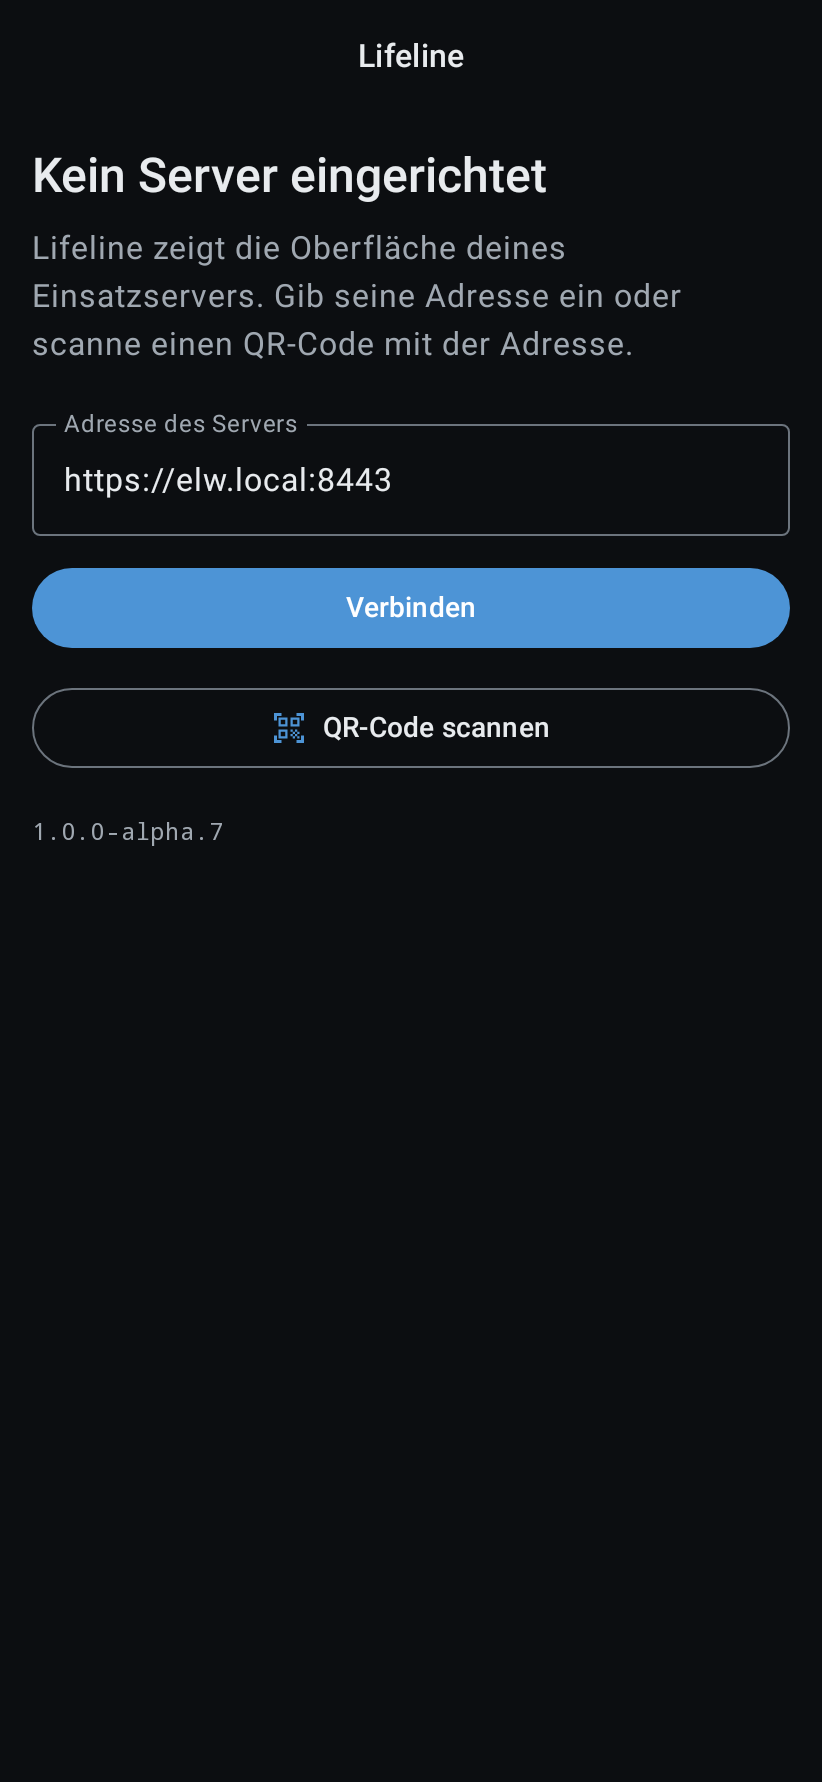 Lifeline
Kein Server eingerichtet
Lifeline zeigt die Oberfläche deines
Einsatzservers. Gib seine Adresse ein oder
scanne einen QR-Code mit der Adresse.
Adresse des Servers
https://elw.local:8443
Verbinden
QR-Code scannen
1.0.0-alpha.7